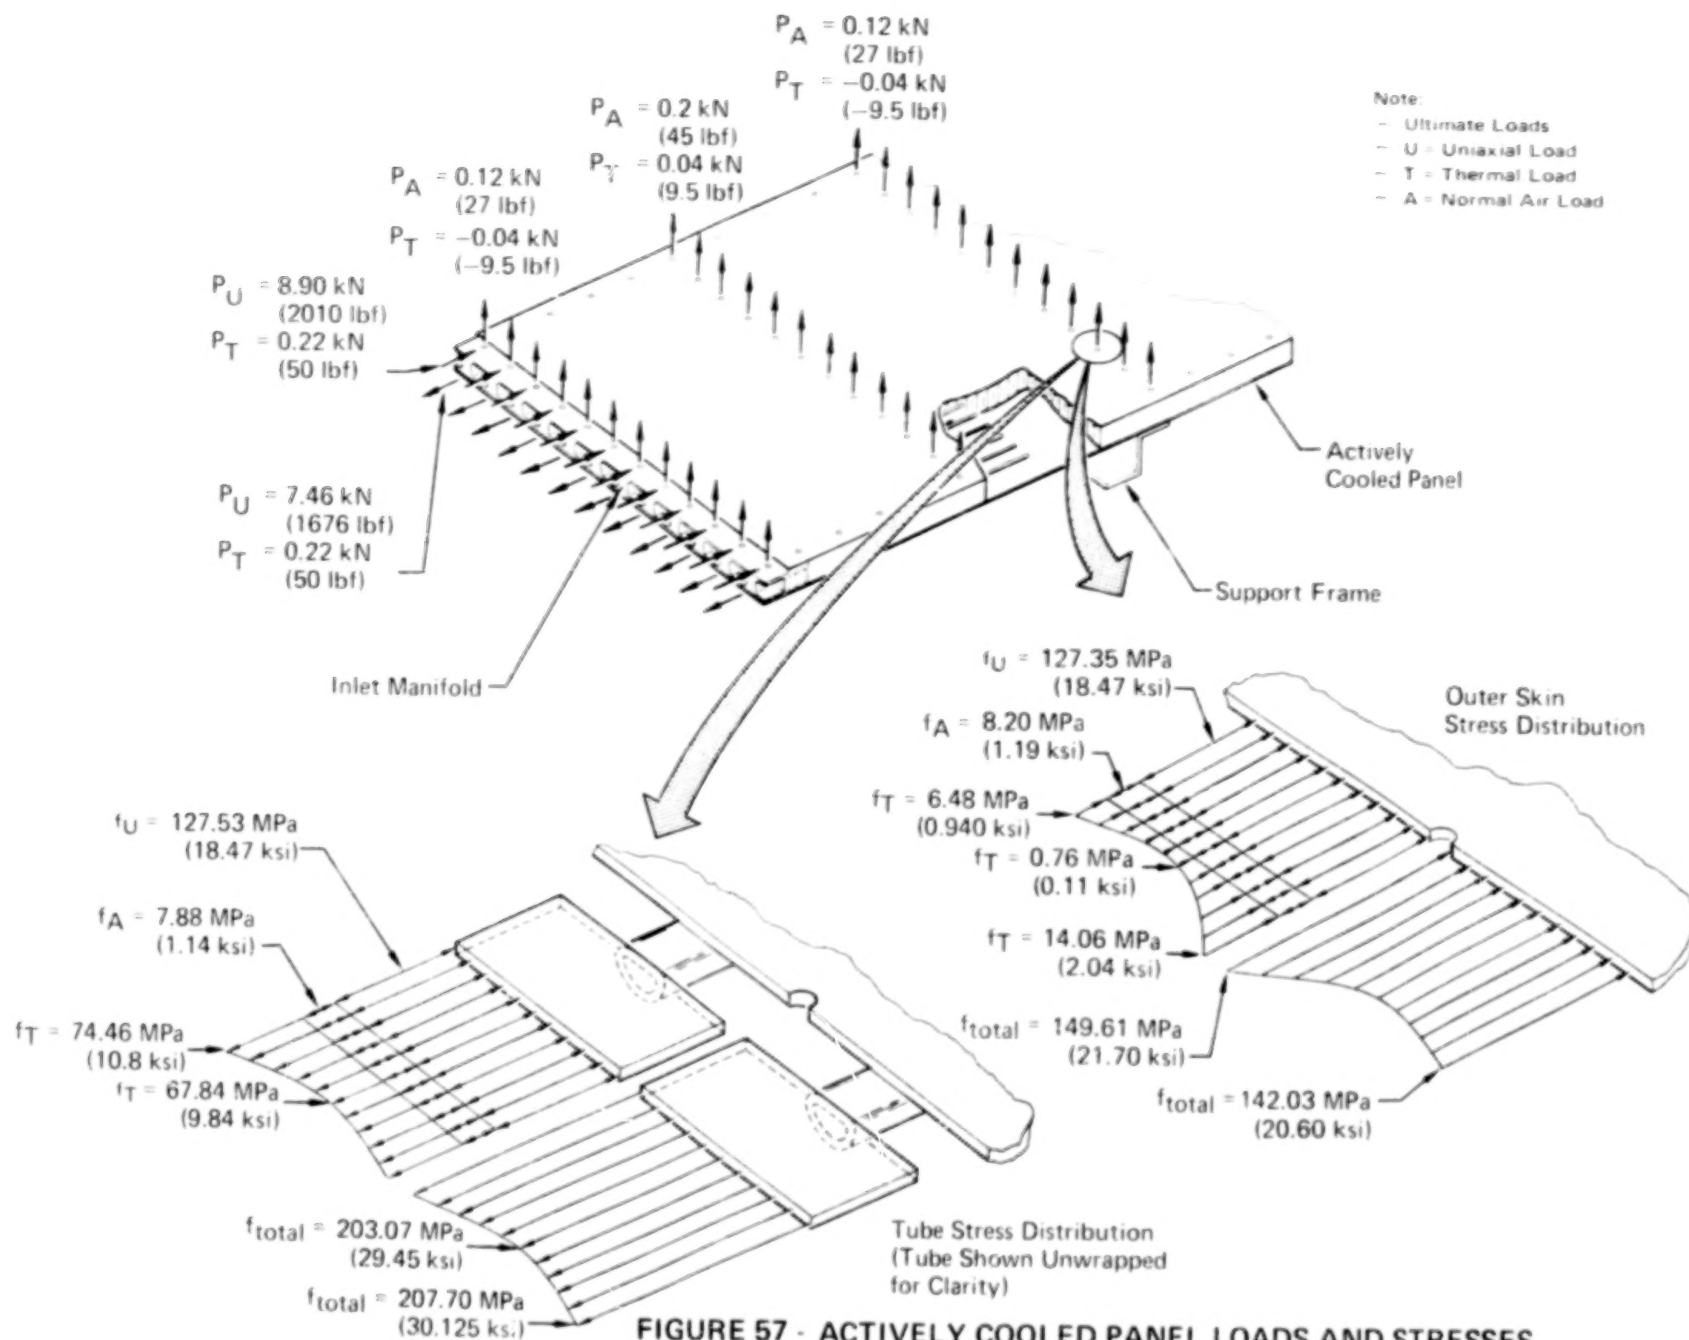 P_A = 0.12 kN
(27 lbf)
P_T = −0.04 kN
(−9.5 lbf)
P_A = 0.2 kN
(45 lbf)
P_T = 0.04 kN
(9.5 lbf)
P_A = 0.12 kN
(27 lbf)
P_T = −0.04 kN
(−9.5 lbf)
P_U = 8.90 kN
(2010 lbf)
P_T = 0.22 kN
(50 lbf)
P_U = 7.46 kN
(1676 lbf)
P_T = 0.22 kN
(50 lbf)
Note:
– Ultimate Loads
– U = Uniaxial Load
– T = Thermal Load
– A = Normal Air Load
Actively
Cooled Panel
Support Frame
Inlet Manifold
f_U = 127.35 MPa
(18.47 ksi)
f_A = 8.20 MPa
(1.19 ksi)
f_T = 6.48 MPa
(0.940 ksi)
f_T = 0.76 MPa
(0.11 ksi)
f_T = 14.06 MPa
(2.04 ksi)
f_total = 149.61 MPa
(21.70 ksi)
f_total = 142.03 MPa
(20.60 ksi)
Outer Skin
Stress Distribution
f_U = 127.53 MPa
(18.47 ksi)
f_A = 7.88 MPa
(1.14 ksi)
f_T = 74.46 MPa
(10.8 ksi)
f_T = 67.84 MPa
(9.84 ksi)
f_total = 203.07 MPa
(29.45 ksi)
f_total = 207.70 MPa
(30.125 ksi)
Tube Stress Distribution
(Tube Shown Unwrapped
for Clarity)
FIGURE 57 - ACTIVELY COOLED PANEL LOADS AND STRESSES